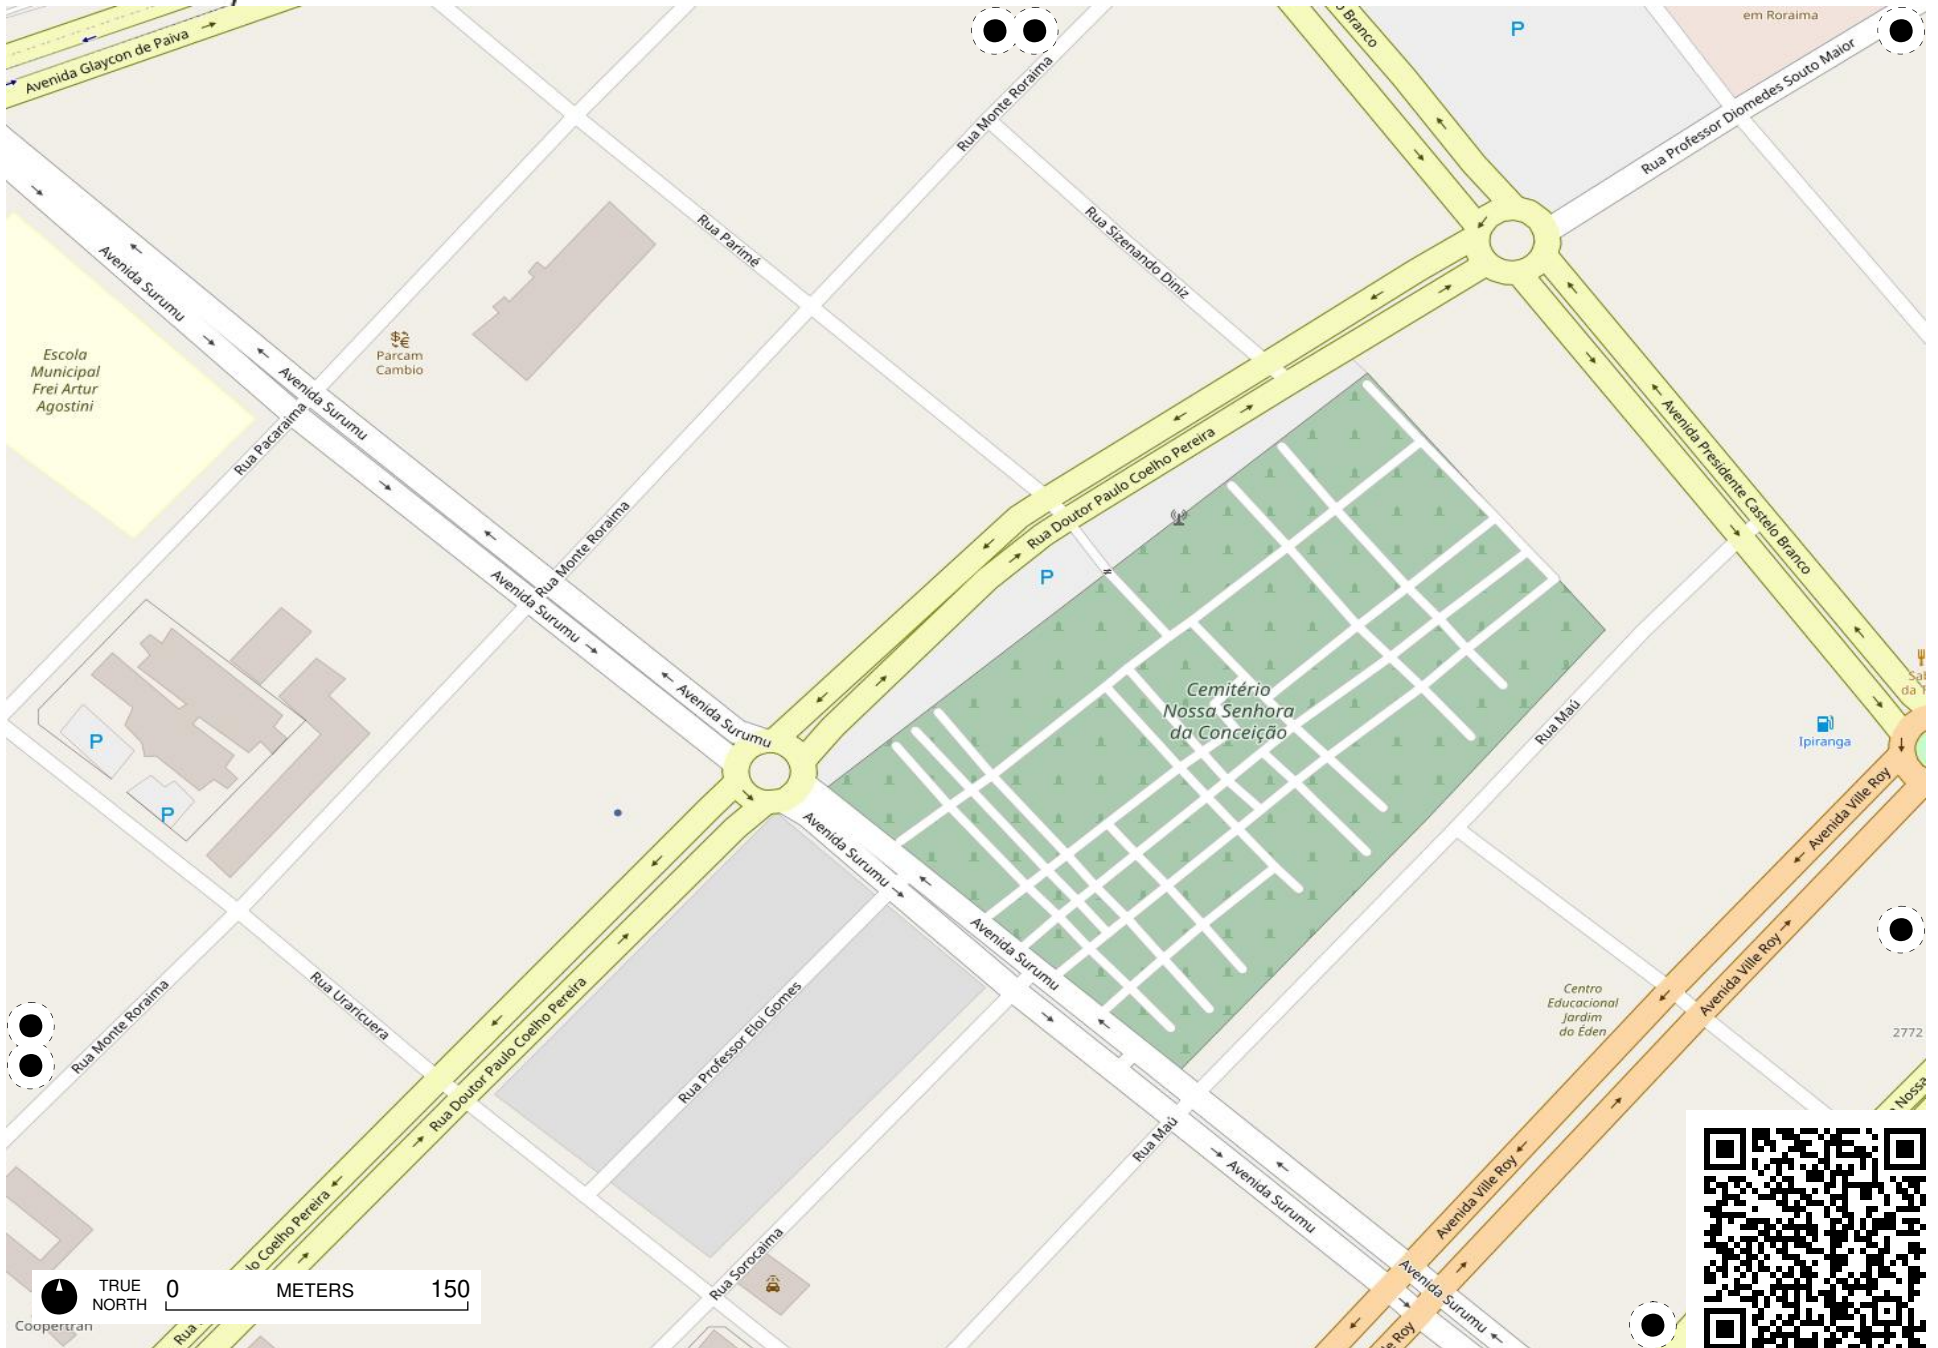 em Roraima
Avenida Glaycon de Paiva
Branco
Rua Monte Roraima
Rua Professor Diomedes Souto Maior
Rua Parimé
Rua Sizenando Diniz
Avenida Surumu
Parcam
Cambio
Escola
Municipal
Frei Artur
Agostini
Avenida Surumu
Rua Pacaraima
Rua Doutor Paulo Coelho Pereira
Avenida Presidente Castelo Branco
Rua Monte Roraima
Avenida Surumu
P
P
Cemitério
Nossa Senhora
da Conceição
Avenida Surumu
Rua Maú
Ipiranga
P
P
Avenida Surumu
Avenida Ville Roy
Avenida Surumu
Avenida Ville Roy
Rua Monte Roraima
Rua Uraricuera
Rua Doutor Paulo Coelho Pereira
Rua Professor Eloi Gomes
Centro
Educacional
Jardim
do Éden
2772
Nossa
Rua Maú
Avenida Surumu
Avenida Ville Roy
Coelho Pereira
Rua Sorocaima
Avenida Surumu
TRUE
NORTH
0 METERS 150
Coopertran
Rua
Roy